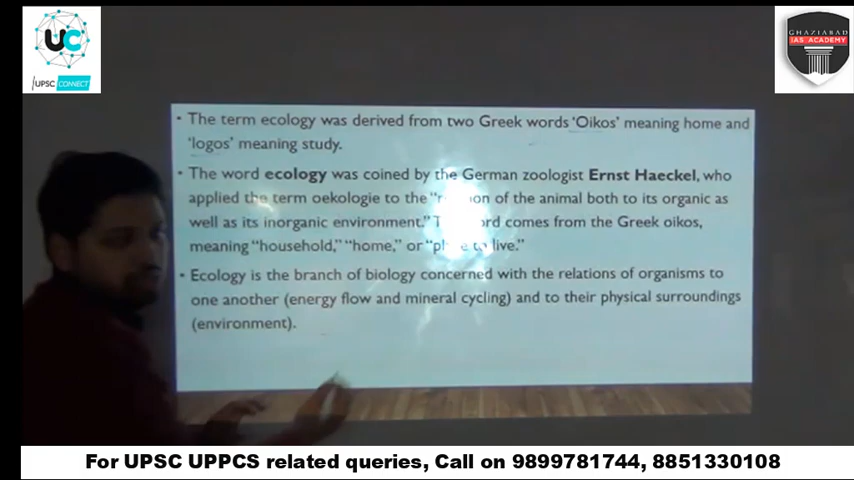 UC
UPSC CONNECT
GHAZIABAD
IAS ACADEMY
• The term ecology was derived from two Greek words 'Oikos' meaning home and
'logos' meaning study.
• The word ecology was coined by the German zoologist Ernst Haeckel, who
applied the term oekologie to the of the animal both to its organic as
well as its inorganic environment." comes from the Greek oikos,
meaning "household," "home," or to live."
• Ecology is the branch of biology concerned with the relations of organisms to
one another (energy flow and mineral cycling) and to their physical surroundings
(environment).
For UPSC UPPCS related queries, Call on 9899781744, 8851330108